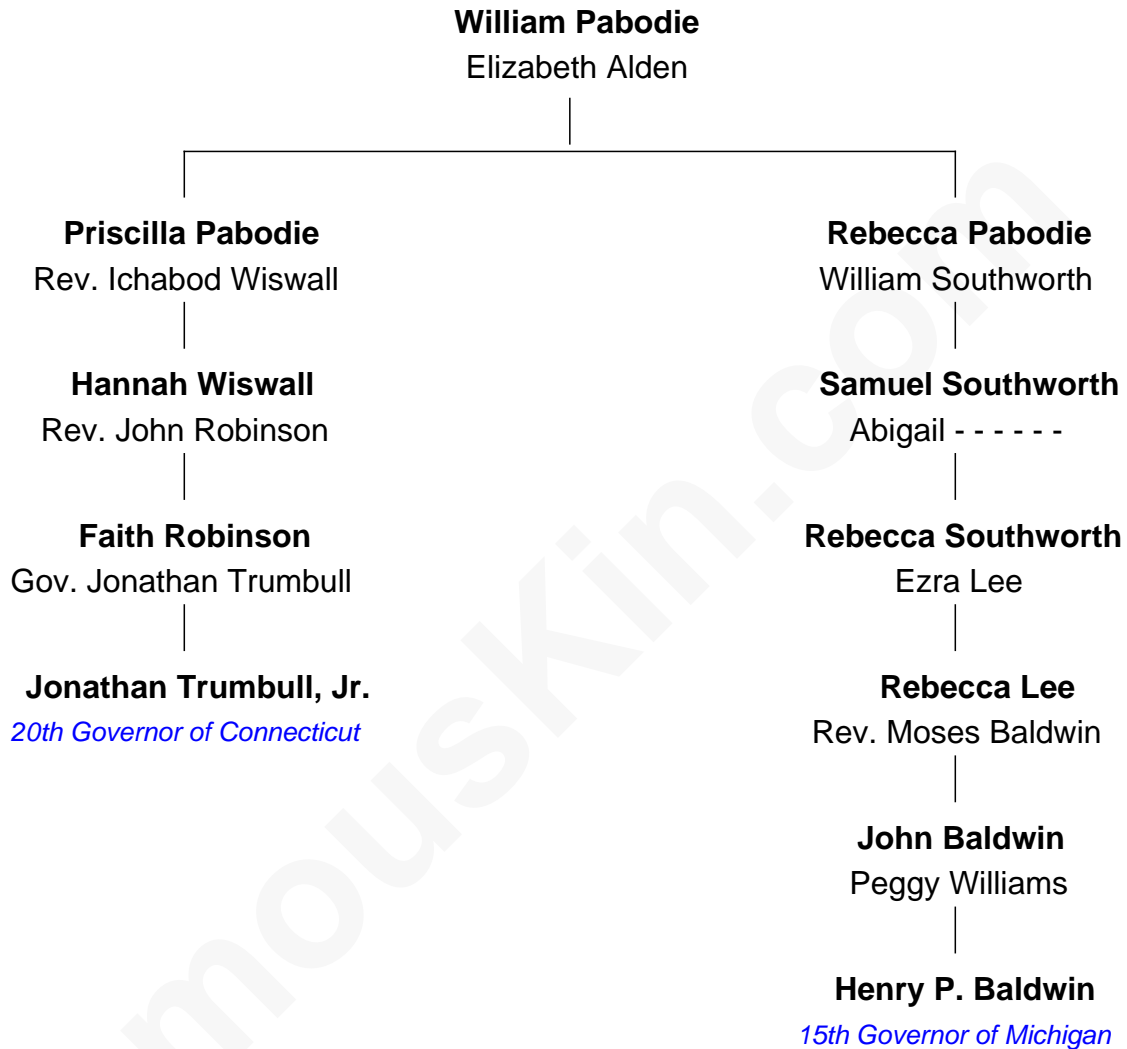 William Pabodie
Elizabeth Alden
Priscilla Pabodie
Rev. Ichabod Wiswall
Rebecca Pabodie
William Southworth
Hannah Wiswall
Rev. John Robinson
Samuel Southworth
Abigail - - - - - -
Faith Robinson
Gov. Jonathan Trumbull
Rebecca Southworth
Ezra Lee
Jonathan Trumbull, Jr.
20th Governor of Connecticut
Rebecca Lee
Rev. Moses Baldwin
John Baldwin
Peggy Williams
Henry P. Baldwin
15th Governor of Michigan
mouskin.com